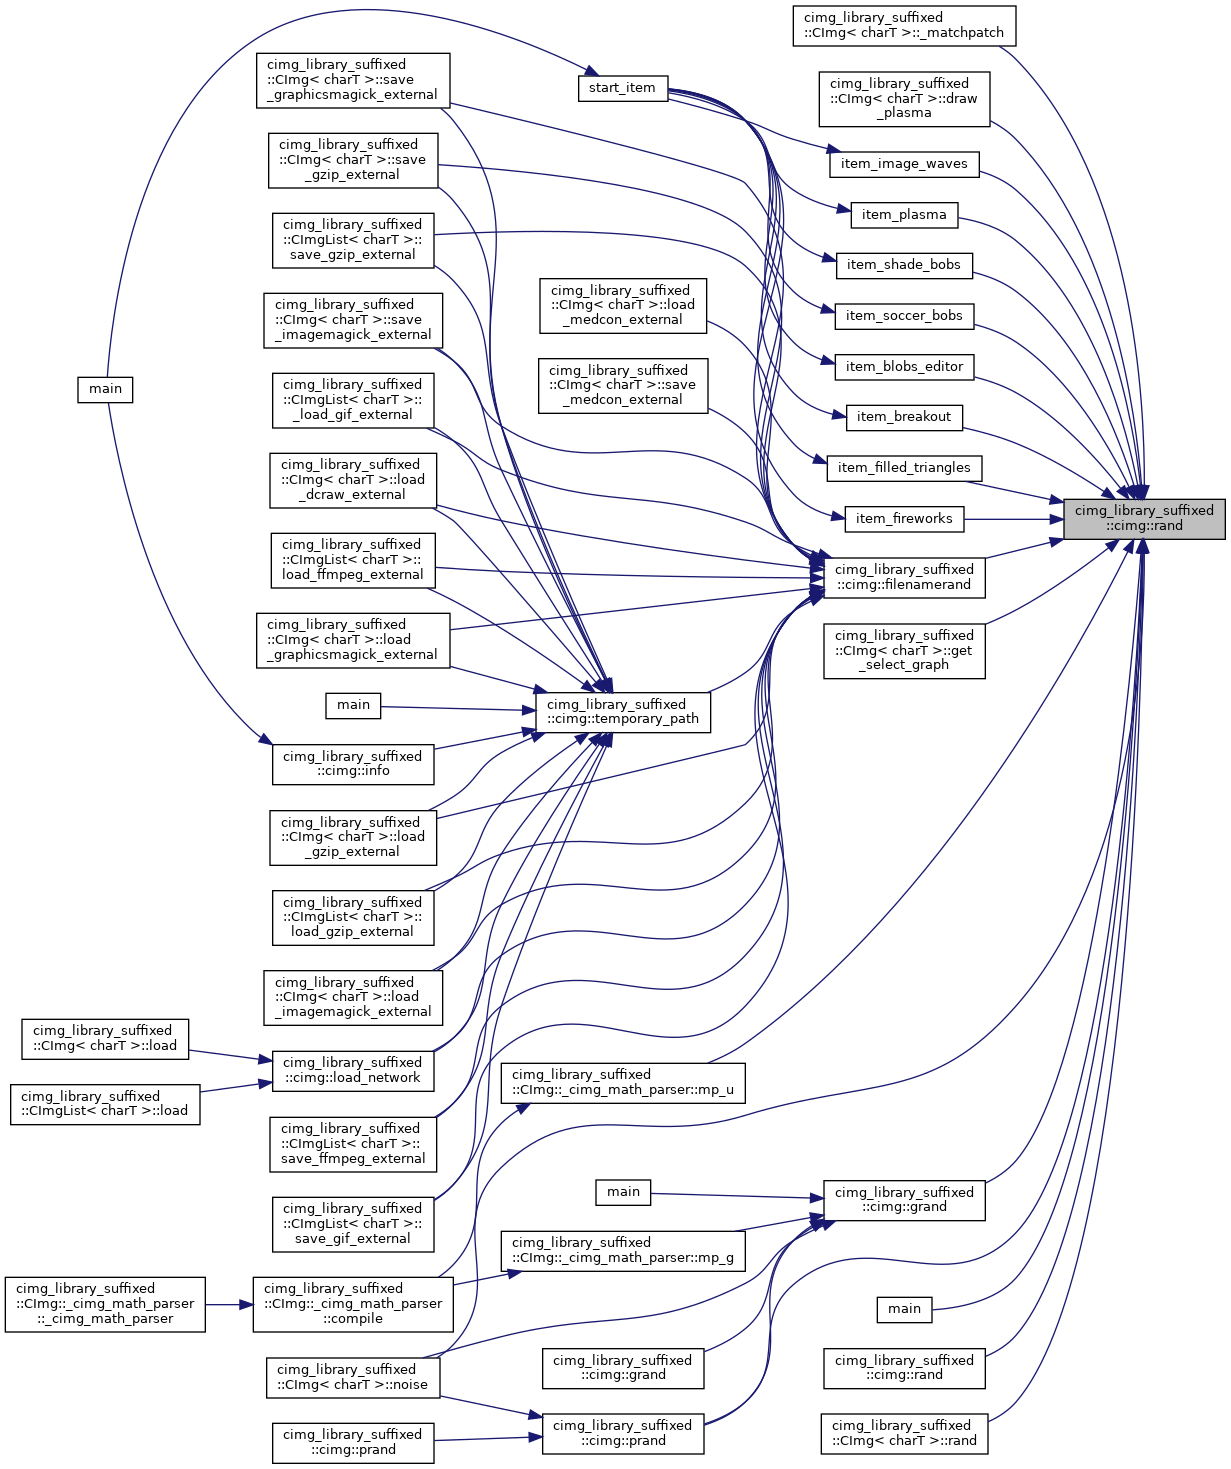 cimg_library_suffixed
::CImg< charT >::_matchpatch
cimg_library_suffixed
::CImg< charT >::save
_graphicsmagick_external
start_item
cimg_library_suffixed
::CImg< charT >::draw
_plasma
cimg_library_suffixed
::CImg< charT >::save
_gzip_external
item_image_waves
item_plasma
cimg_library_suffixed
::CImgList< charT >::
save_gzip_external
item_shade_bobs
cimg_library_suffixed
::CImg< charT >::load
_medcon_external
cimg_library_suffixed
::CImg< charT >::save
_imagemagick_external
item_soccer_bobs
main
cimg_library_suffixed
::CImgList< charT >::
_load_gif_external
cimg_library_suffixed
::CImg< charT >::save
_medcon_external
item_blobs_editor
item_breakout
cimg_library_suffixed
::CImg< charT >::load
_dcraw_external
item_filled_triangles
item_fireworks
cimg_library_suffixed
::cimg::rand
cimg_library_suffixed
::CImgList< charT >::
load_ffmpeg_external
cimg_library_suffixed
::cimg::filenamerand
cimg_library_suffixed
::CImg< charT >::load
_graphicsmagick_external
cimg_library_suffixed
::CImg< charT >::get
_select_graph
main
cimg_library_suffixed
::cimg::temporary_path
cimg_library_suffixed
::cimg::info
cimg_library_suffixed
::CImg< charT >::load
_gzip_external
cimg_library_suffixed
::CImgList< charT >::
load_gzip_external
cimg_library_suffixed
::CImg< charT >::load
_imagemagick_external
cimg_library_suffixed
::CImg< charT >::load
cimg_library_suffixed
::CImgList< charT >::load
cimg_library_suffixed
::cimg::load_network
cimg_library_suffixed
::CImg::_cimg_math_parser::mp_u
cimg_library_suffixed
::CImgList< charT >::
save_ffmpeg_external
main
cimg_library_suffixed
::cimg::grand
cimg_library_suffixed
::CImgList< charT >::
save_gif_external
cimg_library_suffixed
::CImg::_cimg_math_parser::mp_g
cimg_library_suffixed
::CImg::_cimg_math_parser
::_cimg_math_parser
cimg_library_suffixed
::CImg::_cimg_math_parser
::compile
main
cimg_library_suffixed
::CImg< charT >::noise
cimg_library_suffixed
::cimg::grand
cimg_library_suffixed
::cimg::rand
cimg_library_suffixed
::cimg::prand
cimg_library_suffixed
::cimg::prand
cimg_library_suffixed
::CImg< charT >::rand